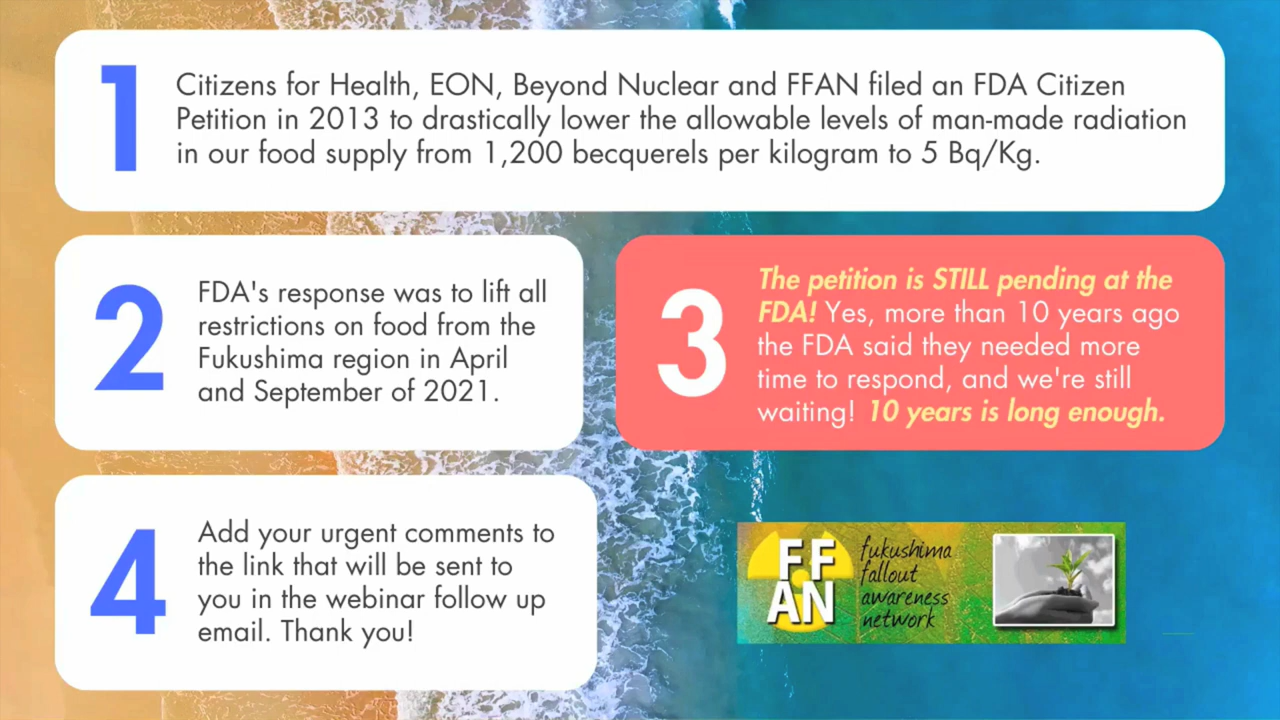 1
Citizens for Health, EON, Beyond Nuclear and FFAN filed an FDA Citizen
Petition in 2013 to drastically lower the allowable levels of man-made radiation
in our food supply from 1,200 becquerels per kilogram to 5 Bq/Kg.
2
FDA's response was to lift all
restrictions on food from the
Fukushima region in April
and September of 2021.
3
The petition is STILL pending at the
FDA! Yes, more than 10 years ago
the FDA said they needed more
time to respond, and we're still
waiting! 10 years is long enough.
4
Add your urgent comments to
the link that will be sent to
you in the webinar follow up
email. Thank you!
FF
AN
fukushima
fallout
awareness
network